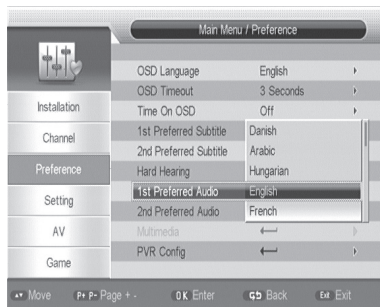 Main Menu / Preference
Installation
Channel
Preference
Setting
AV
Game
OSD Language English
OSD Timeout 3 Seconds
Time On OSD Off
1st Preferred Subtitle Danish
2nd Preferred Subtitle Arabic
Hard Hearing Hungarian
1st Preferred Audio English
2nd Preferred Audio French
Multimedia
PVR Config
Move P+ P- Page + - OK Enter Back Exit Exit